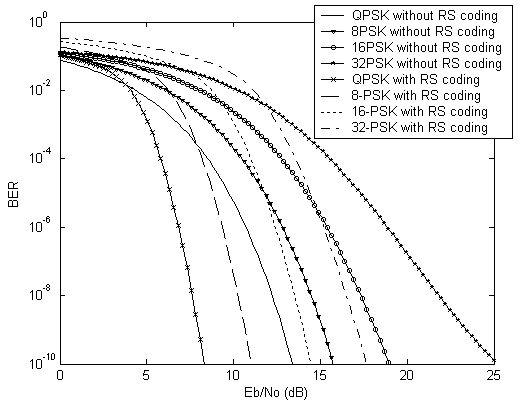 QPSK without RS coding
8PSK without RS coding
16PSK without RS coding
32PSK without RS coding
QPSK with RS coding
8-PSK with RS coding
16-PSK with RS coding
32-PSK with RS coding
10^0
10^-2
10^-4
10^-6
10^-8
10^-10
BER
0 5 10 15 20 25
Eb/No (dB)